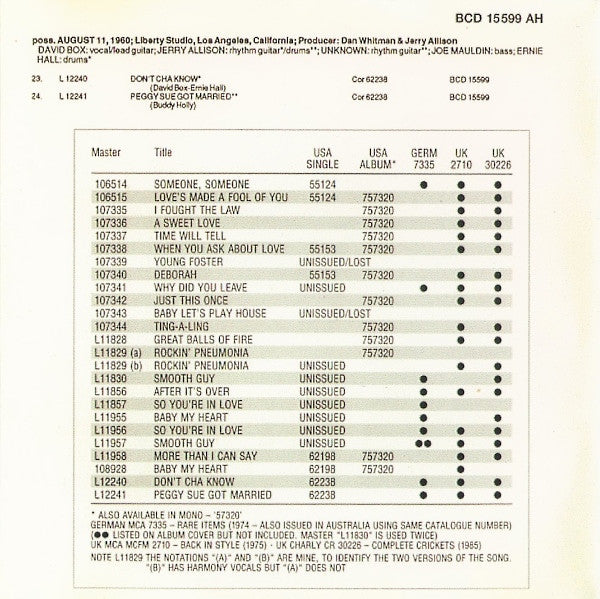 BCD 15599 AH
poss. AUGUST 11, 1960; Liberty Studio, Los Angeles, California; Producer: Dan Whitman & Jerry Allison
DAVID BOX: vocal/lead guitar; JERRY ALLISON: rhythm guitar*/drums**; UNKNOWN: rhythm guitar**; JOE MAULDIN: bass; ERNIE
HALL: drums*
23. L 12240 DON'T CHA KNOW* Cor 62238 BCD 15599
(David Box-Ernie Hall)
24. L 12241 PEGGY SUE GOT MARRIED** Cor 62238 BCD 15599
(Buddy Holly)
Master Title USA SINGLE USA ALBUM* GERM 7335 UK 2710 UK 30226
106514 SOMEONE, SOMEONE 55124 ● ● ●
106515 LOVE'S MADE A FOOL OF YOU 55124 757320 ● ●
107335 I FOUGHT THE LAW 757320 ● ●
107336 A SWEET LOVE 757320 ● ●
107337 TIME WILL TELL 757320 ● ●
107338 WHEN YOU ASK ABOUT LOVE 55153 757320 ● ●
107339 YOUNG FOSTER UNISSUED/LOST
107340 DEBORAH 55153 757320 ● ●
107341 WHY DID YOU LEAVE UNISSUED ● ● ●
107342 JUST THIS ONCE 757320 ● ●
107343 BABY LET'S PLAY HOUSE UNISSUED/LOST
107344 TING-A-LING 757320 ● ●
L11828 GREAT BALLS OF FIRE 757320 ● ●
L11829 (a) ROCKIN' PNEUMONIA 757320
L11829 (b) ROCKIN' PNEUMONIA UNISSUED ● ●
L11830 SMOOTH GUY UNISSUED ● ●
L11856 AFTER IT'S OVER UNISSUED ● ● ●
L11857 SO YOU'RE IN LOVE UNISSUED ●
L11955 BABY MY HEART UNISSUED ● ●
L11956 SO YOU'RE IN LOVE UNISSUED ● ● ●
L11957 SMOOTH GUY UNISSUED ●● ● ●
L11958 MORE THAN I CAN SAY 62198 757320 ● ●
108928 BABY MY HEART 62198 757320 ●
L12240 DON'T CHA KNOW 62238 ● ● ●
L12241 PEGGY SUE GOT MARRIED 62238 ● ● ●
* ALSO AVAILABLE IN MONO – '57320'
GERMAN MCA 7335 – RARE ITEMS (1974 – ALSO ISSUED IN AUSTRALIA USING SAME CATALOGUE NUMBER)
(●● LISTED ON ALBUM COVER BUT NOT INCLUDED. MASTER "L11830" IS USED TWICE)
UK MCA MCFM 2710 – BACK IN STYLE (1975) - UK CHARLY CR 30226 – COMPLETE CRICKETS (1985)
NOTE L11829 THE NOTATIONS "(A)" AND "(B)" ARE MINE, TO IDENTIFY THE TWO VERSIONS OF THE SONG.
"(B)" HAS HARMONY VOCALS BUT "(A)" DOES NOT